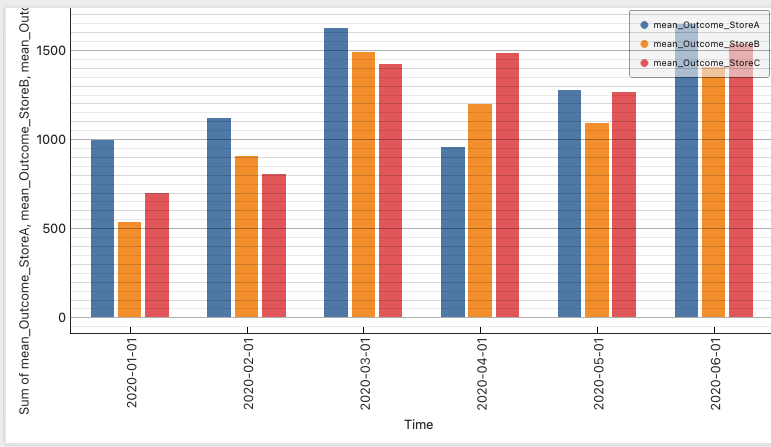 Sum of mean_Outcome_StoreA, mean_Outcome_StoreB, mean_Outc
1500
1000
500
0
mean_Outcome_StoreA
mean_Outcome_StoreB
mean_Outcome_StoreC
2020-01-01
2020-02-01
2020-03-01
2020-04-01
2020-05-01
2020-06-01
Time